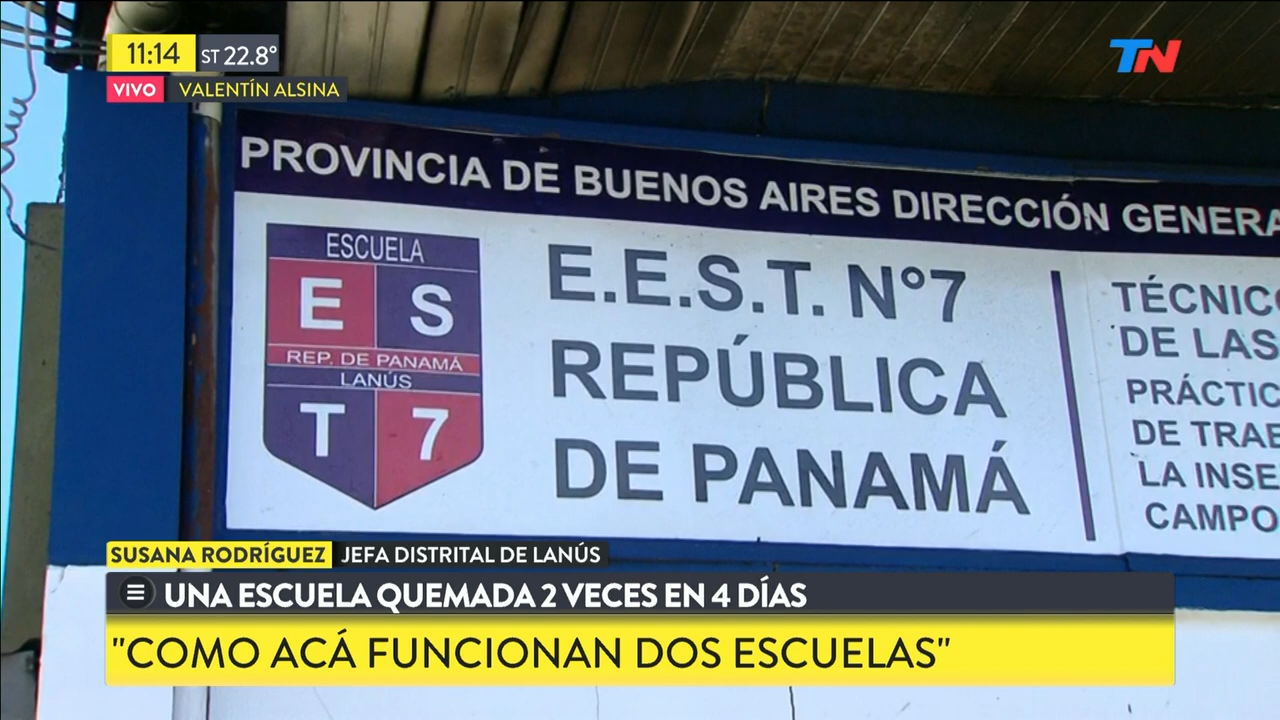 11:14 ST 22.8°
TN
VIVO VALENTÍN ALSINA
PROVINCIA DE BUENOS AIRES DIRECCIÓN GENERA
ESCUELA
E S
REP. DE PANAMÁ
LANÚS
T 7
E.E.S.T. N°7
REPÚBLICA
DE PANAMÁ
TÉCNICO
DE LAS
PRÁCTIC
DE TRAB
LA INSE
CAMPO
SUSANA RODRÍGUEZ JEFA DISTRITAL DE LANÚS
UNA ESCUELA QUEMADA 2 VECES EN 4 DÍAS
"COMO ACÁ FUNCIONAN DOS ESCUELAS"